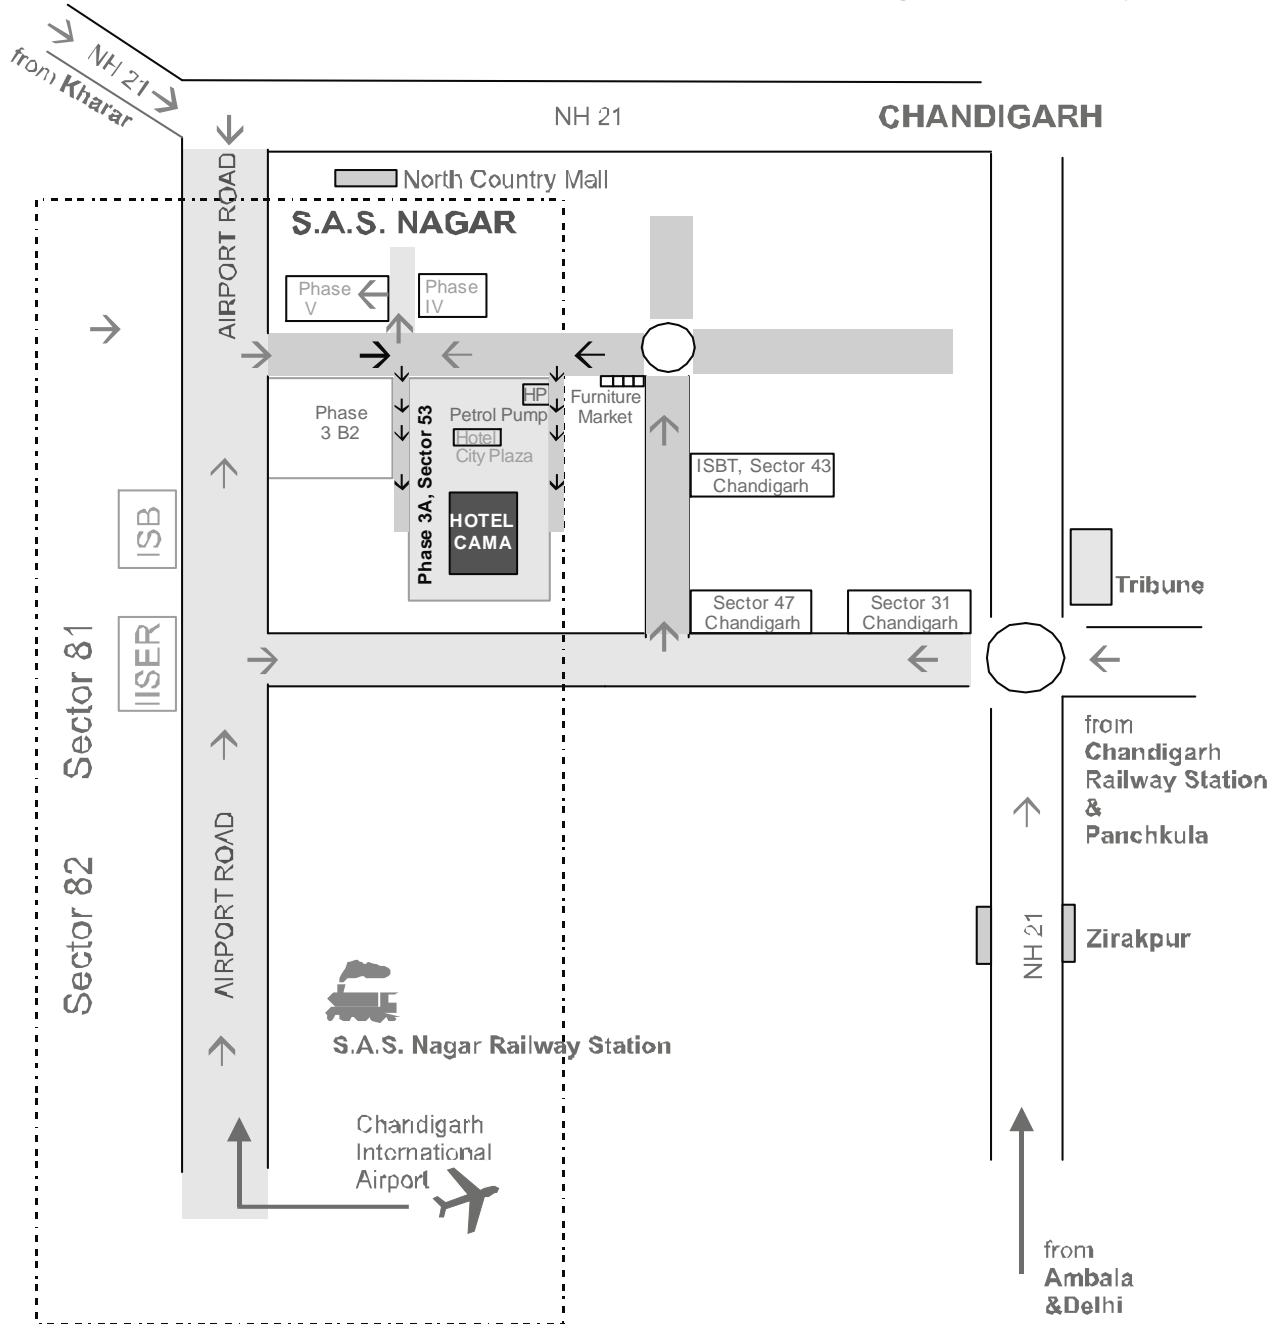 NH 21
from Kharar
NH 21
CHANDIGARH
AIRPORT ROAD
North Country Mall
S.A.S. NAGAR
Phase
V
Phase
IV
Phase
3 B2
Phase 3A, Sector 53
HP
Petrol Pump
Hotel
City Plaza
HOTEL
CAMA
Furniture
Market
ISBT, Sector 43
Chandigarh
ISB
IISER
Sector 81
Sector 82
Sector 47
Chandigarh
Sector 31
Chandigarh
Tribune
from
Chandigarh
Railway Station
&
Panchkula
AIRPORT ROAD
NH 21
Zirakpur
S.A.S. Nagar Railway Station
Chandigarh
International
Airport
from
Ambala
&Delhi